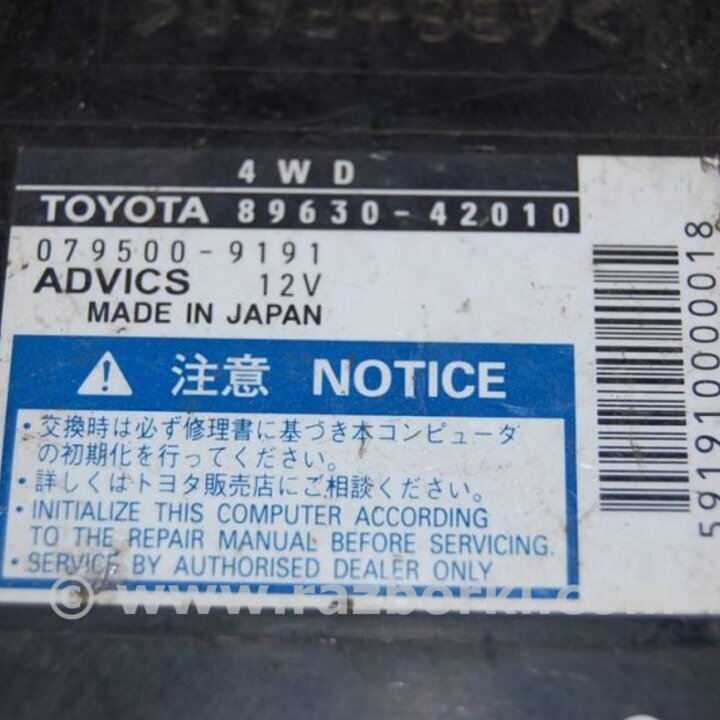 4WD
TOYOTA 89630-42010
079500-9191
ADVICS 12V
MADE IN JAPAN
注意 NOTICE
・交換時は必ず修理書に基づき本コンピュータ
の初期化を行ってください。
・詳しくはトヨタ販売店にご相談ください。
・INITIALIZE THIS COMPUTER ACCORDING
TO THE REPAIR MANUAL BEFORE SERVICING.
・SERVICE BY AUTHORISED DEALER ONLY
59191000000018
© www.razborki.com